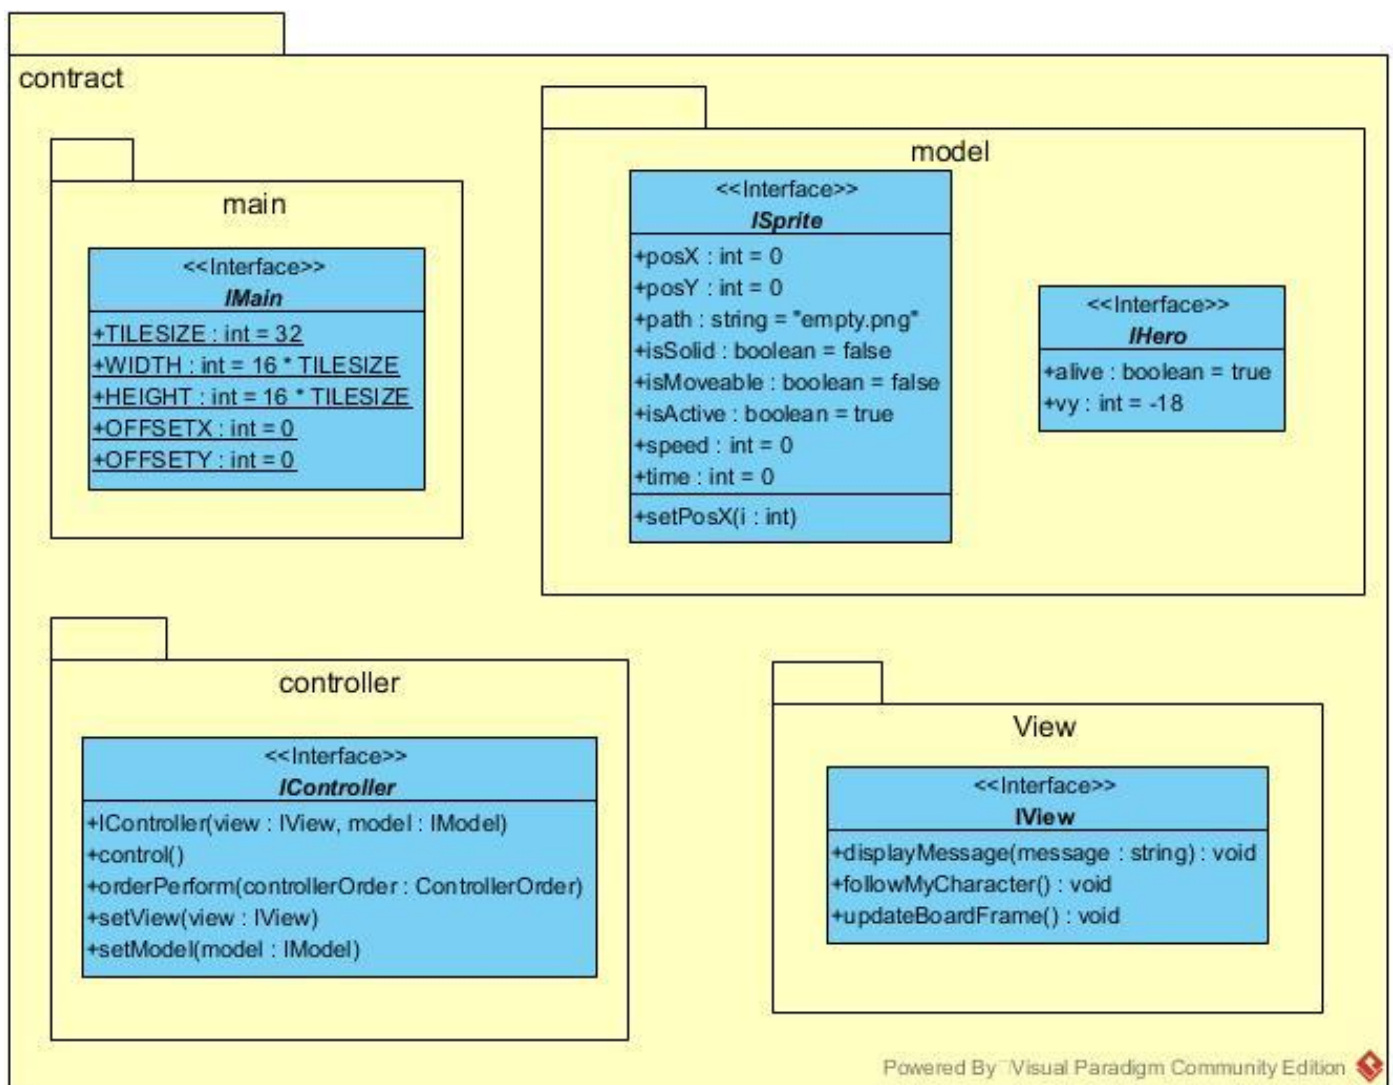 contract
main
<<Interface>>
IMain
+TILESIZE : int = 32
+WIDTH : int = 16 * TILESIZE
+HEIGHT : int = 16 * TILESIZE
+OFFSETX : int = 0
+OFFSETY : int = 0
model
<<Interface>>
ISprite
+posX : int = 0
+posY : int = 0
+path : string = "empty.png"
+isSolid : boolean = false
+isMoveable : boolean = false
+isActive : boolean = true
+speed : int = 0
+time : int = 0
+setPosX(i : int)
<<Interface>>
IHero
+alive : boolean = true
+vy : int = -18
controller
<<Interface>>
IController
+IController(view : IView, model : IModel)
+control()
+orderPerform(controllerOrder : ControllerOrder)
+setView(view : IView)
+setModel(model : IModel)
View
<<Interface>>
IView
+displayMessage(message : string) : void
+followMyCharacter() : void
+updateBoardFrame() : void
Powered By Visual Paradigm Community Edition